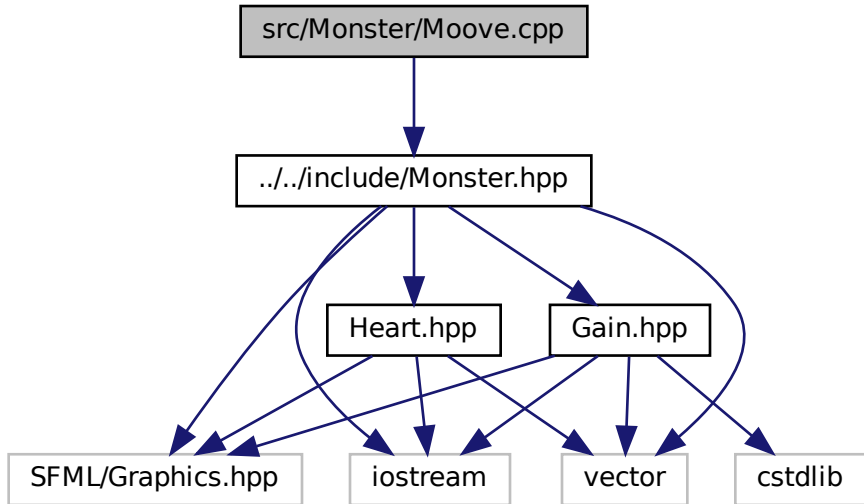 src/Monster/Moove.cpp
../../include/Monster.hpp
Heart.hpp
Gain.hpp
SFML/Graphics.hpp
iostream
vector
cstdlib